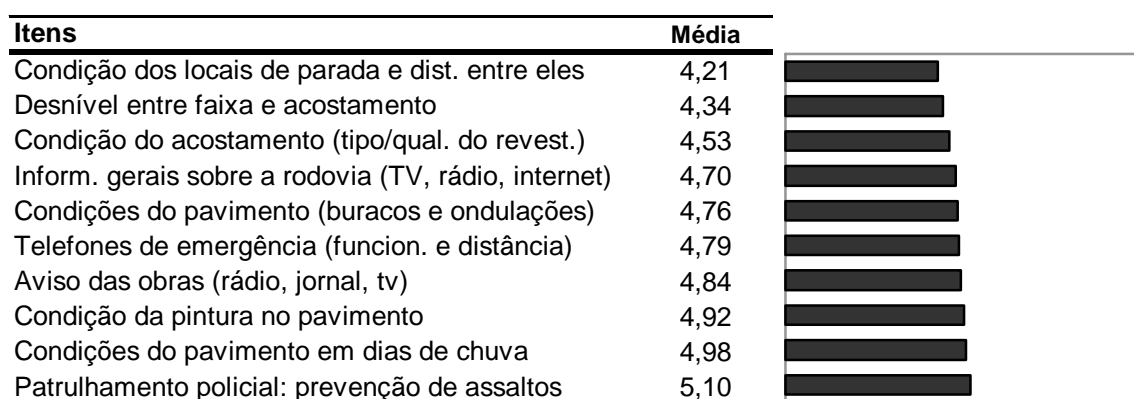 Itens Média
Condição dos locais de parada e dist. entre eles 4,21
Desnível entre faixa e acostamento 4,34
Condição do acostamento (tipo/qual. do revest.) 4,53
Inform. gerais sobre a rodovia (TV, rádio, internet) 4,70
Condições do pavimento (buracos e ondulações) 4,76
Telefones de emergência (funcion. e distância) 4,79
Aviso das obras (rádio, jornal, tv) 4,84
Condição da pintura no pavimento 4,92
Condições do pavimento em dias de chuva 4,98
Patrulhamento policial: prevenção de assaltos 5,10